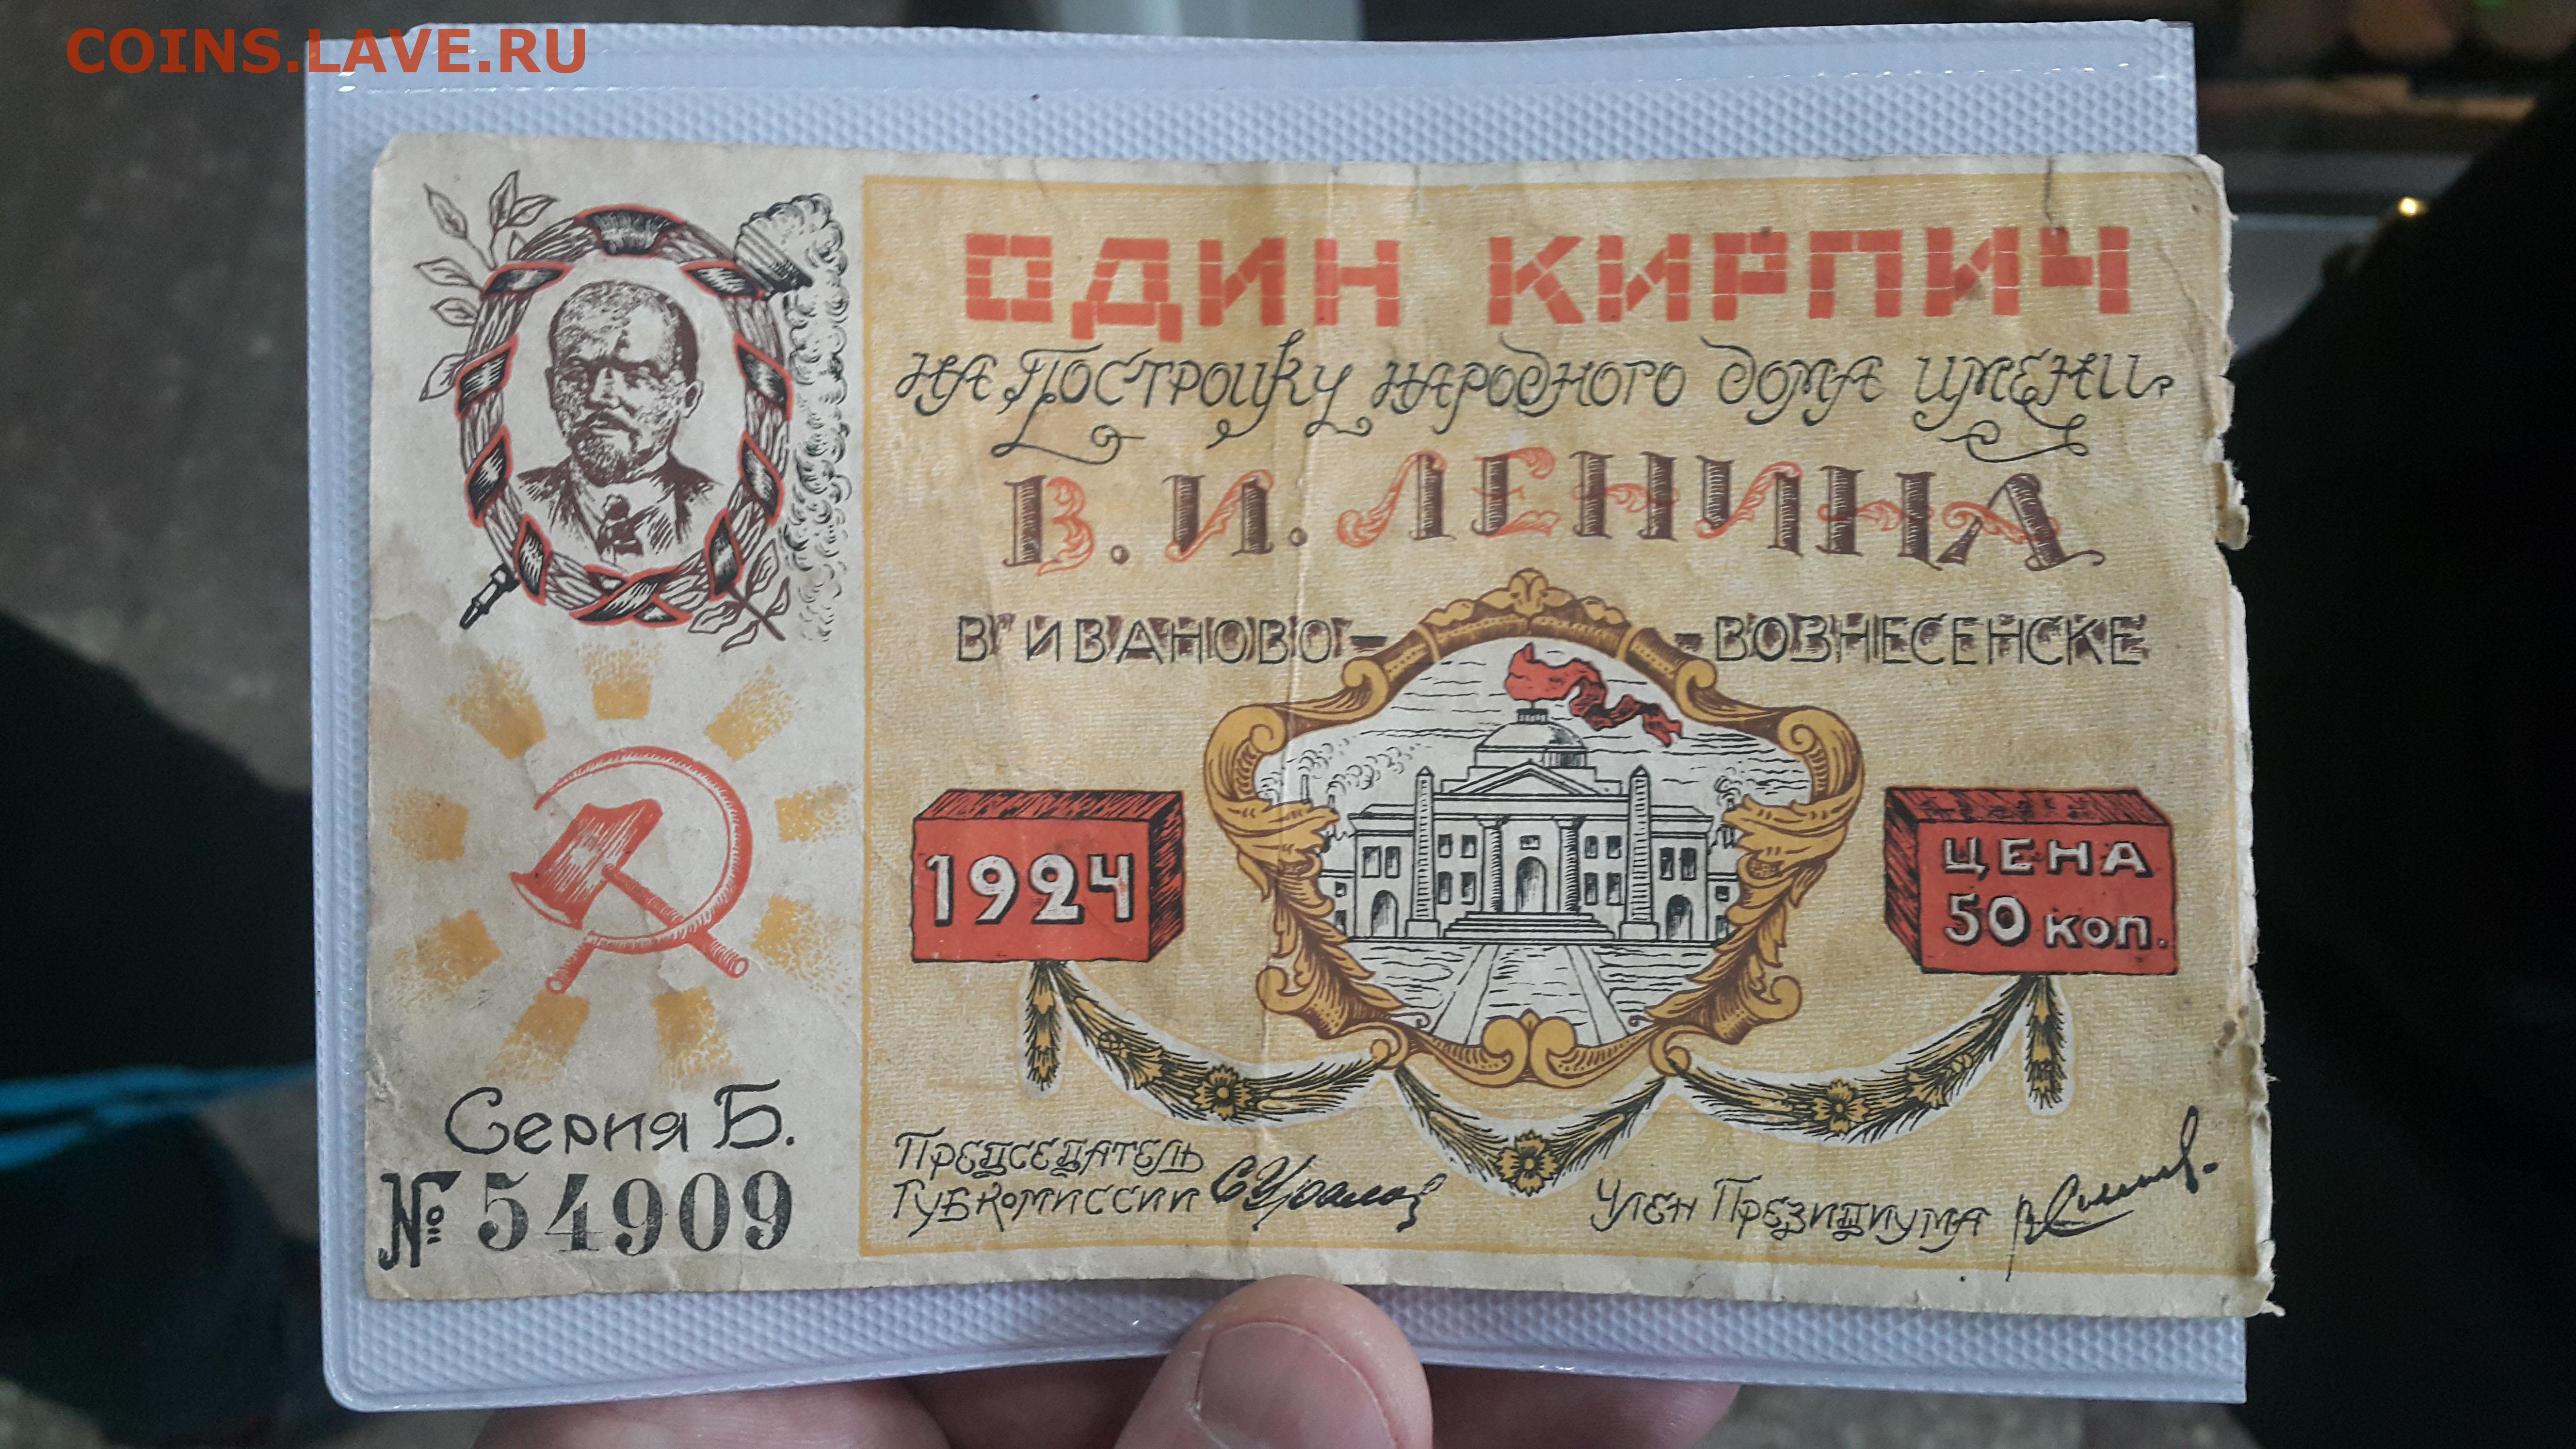 COINS.LAVE.RU
ОДИН КИРПИЧ
НА ПОСТРОЙКУ НАРОДНОГО ДОМА ИМЕНИ
В. И. ЛЕНИНА
В ИВАНОВО-
-ВОЗНЕСЕНСКЕ
1924
ЦЕНА
50 коп.
Серия Б.
№ 54909
ПРЕДСЕДАТЕЛЬ
ГУБКОМИССИИ
ЧЛЕН ПРЕЗИДИУМА